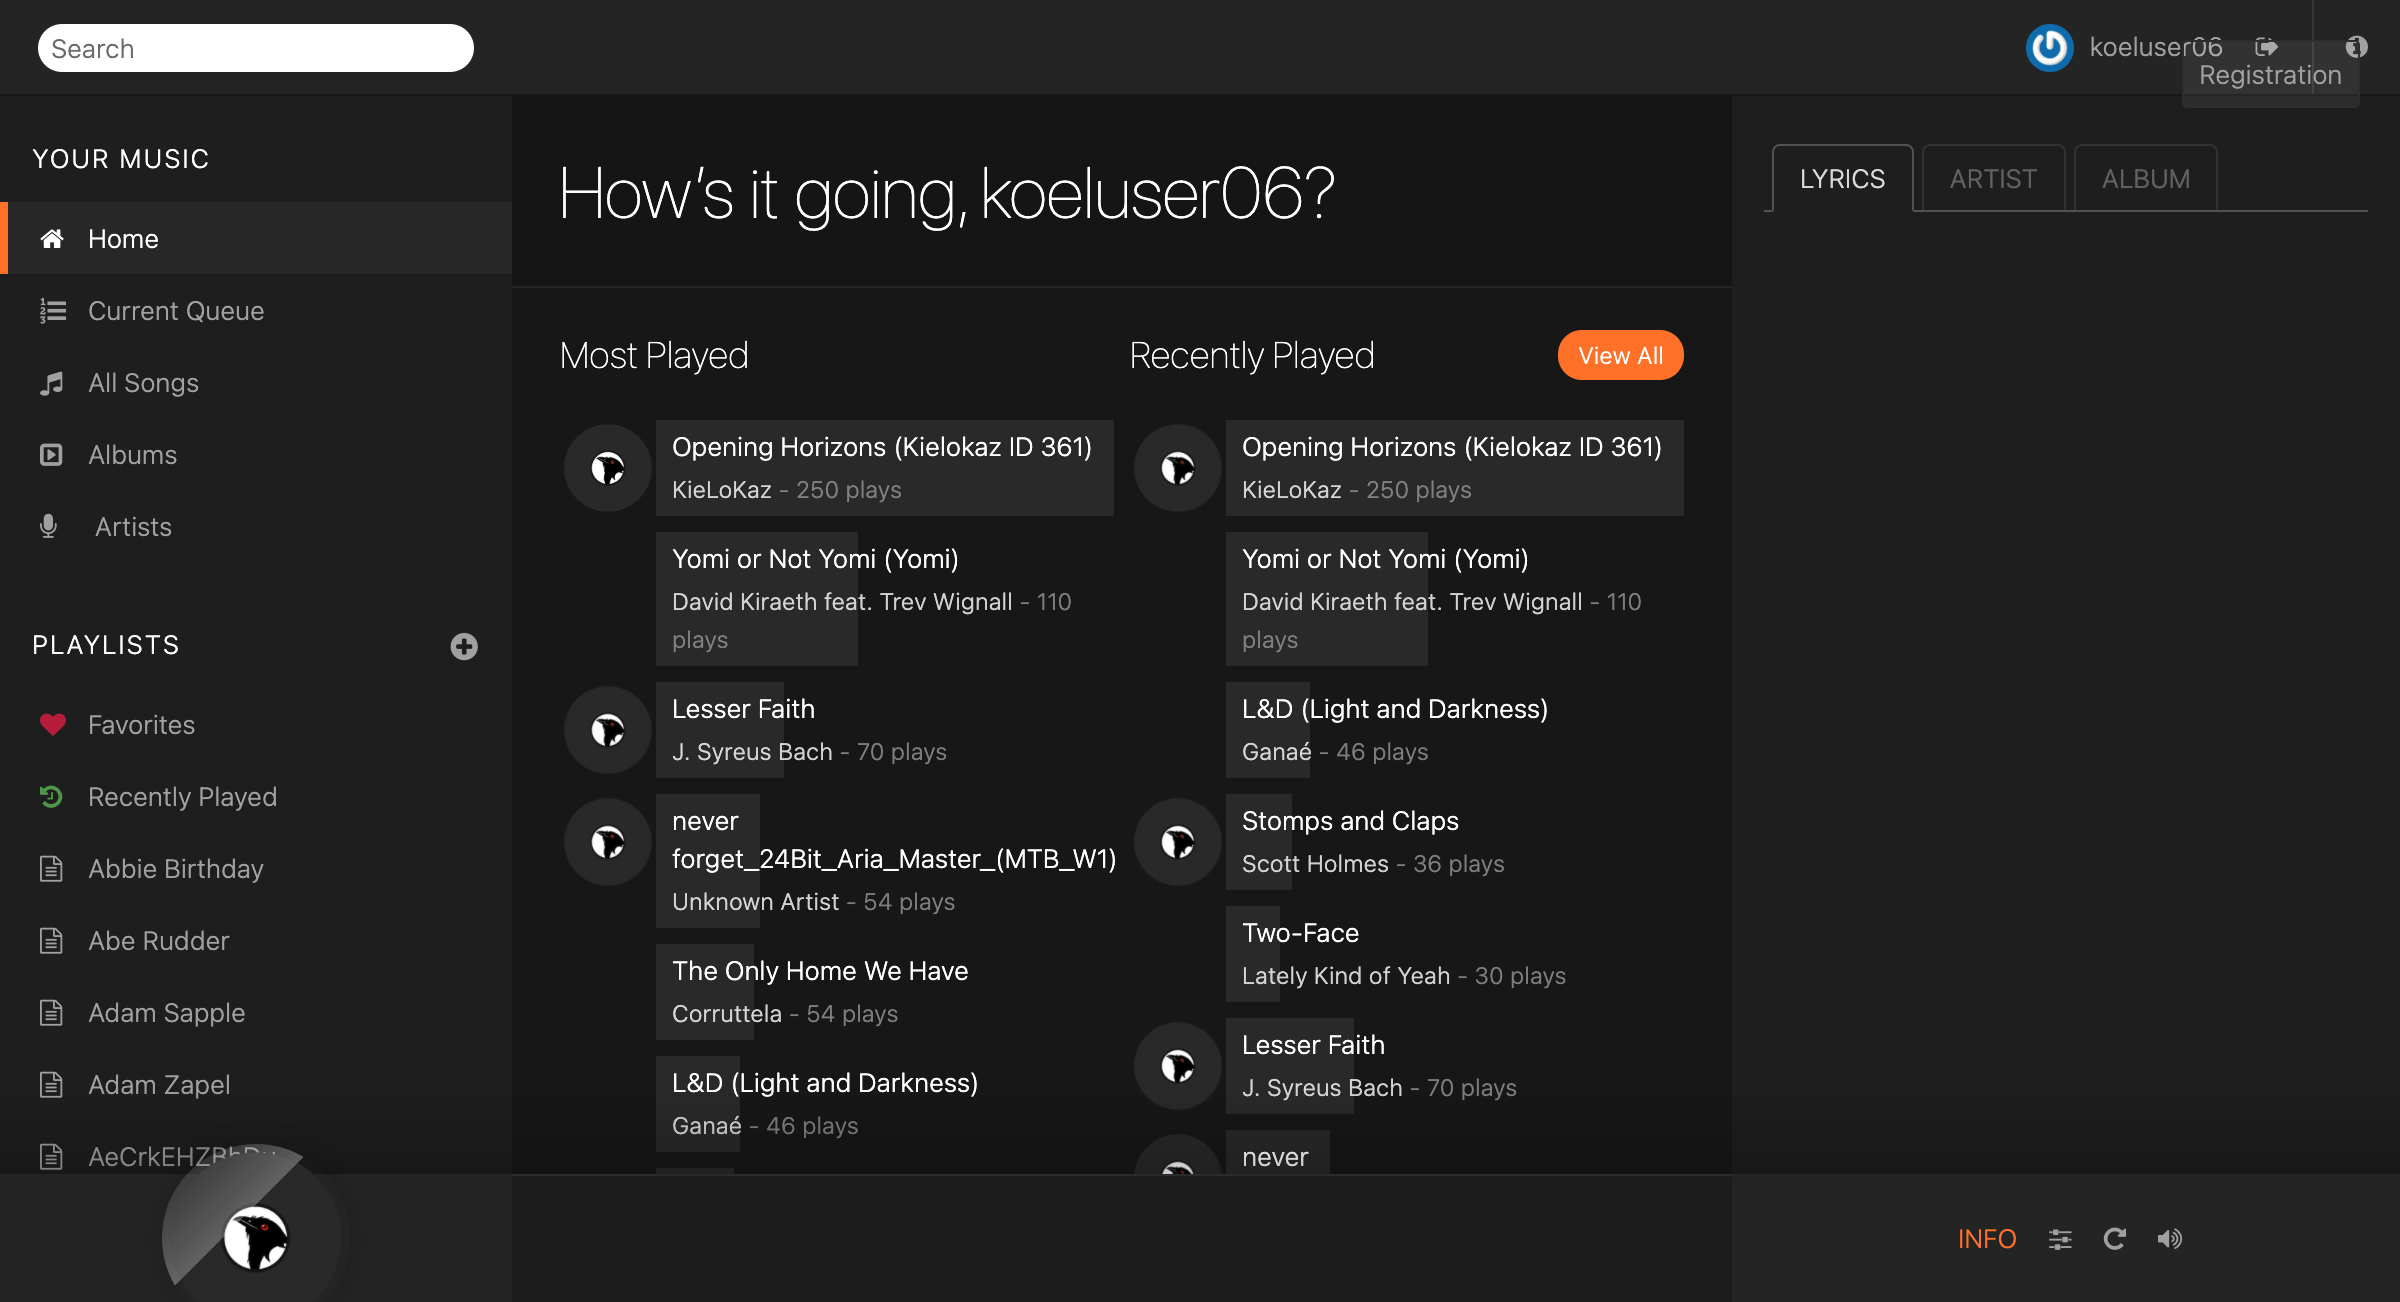 Search
koeluser06
Registration
YOUR MUSIC
Home
Current Queue
All Songs
Albums
Artists
PLAYLISTS
Favorites
Recently Played
Abbie Birthday
Abe Rudder
Adam Sapple
Adam Zapel
How's it going, koeluser06?
Most Played
Opening Horizons (Kielokaz ID 361)
KieLoKaz - 250 plays
Yomi or Not Yomi (Yomi)
David Kiraeth feat. Trev Wignall - 110
plays
Lesser Faith
J. Syreus Bach - 70 plays
never
forget_24Bit_Aria_Master_(MTB_W1)
Unknown Artist - 54 plays
The Only Home We Have
Corruttela - 54 plays
L&D (Light and Darkness)
Ganaé - 46 plays
Recently Played
View All
Opening Horizons (Kielokaz ID 361)
KieLoKaz - 250 plays
Yomi or Not Yomi (Yomi)
David Kiraeth feat. Trev Wignall - 110
plays
L&D (Light and Darkness)
Ganaé - 46 plays
Stomps and Claps
Scott Holmes - 36 plays
Two-Face
Lately Kind of Yeah - 30 plays
Lesser Faith
J. Syreus Bach - 70 plays
never
LYRICS
ARTIST
ALBUM
INFO